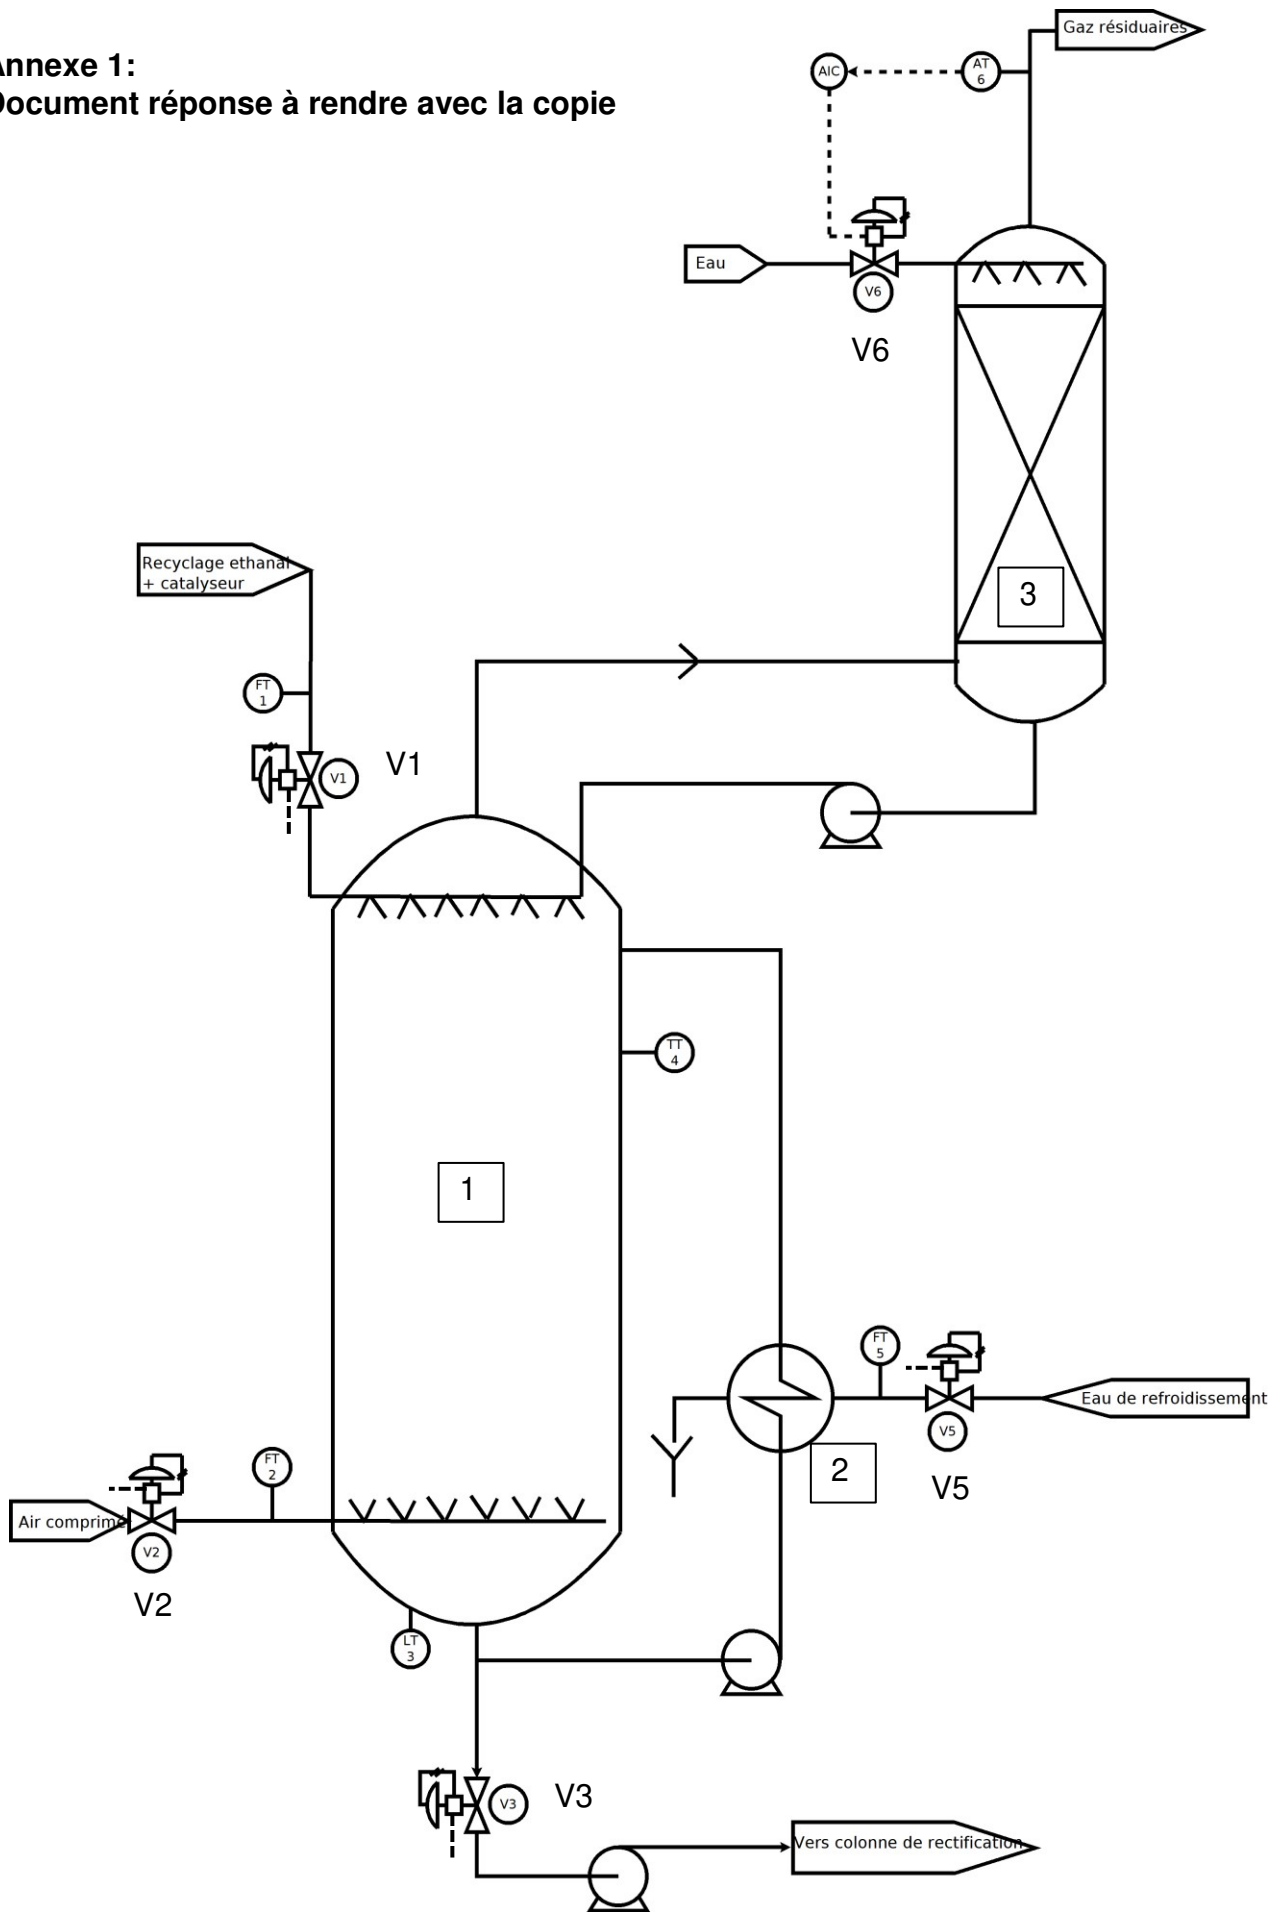 Annexe 1:
Document réponse à rendre avec la copie
Gaz résiduaires
AIC
AT
6
Eau
V6
V6
Recyclage ethanal
+ catalyseur
3
FT
1
V1
V1
TT
4
1
FT
5
Eau de refroidissement
V5
2
V5
FT
2
Air comprimé
V2
V2
LT
3
V3
V3
Vers colonne de rectification